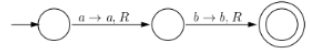 a → a, R b → b, R